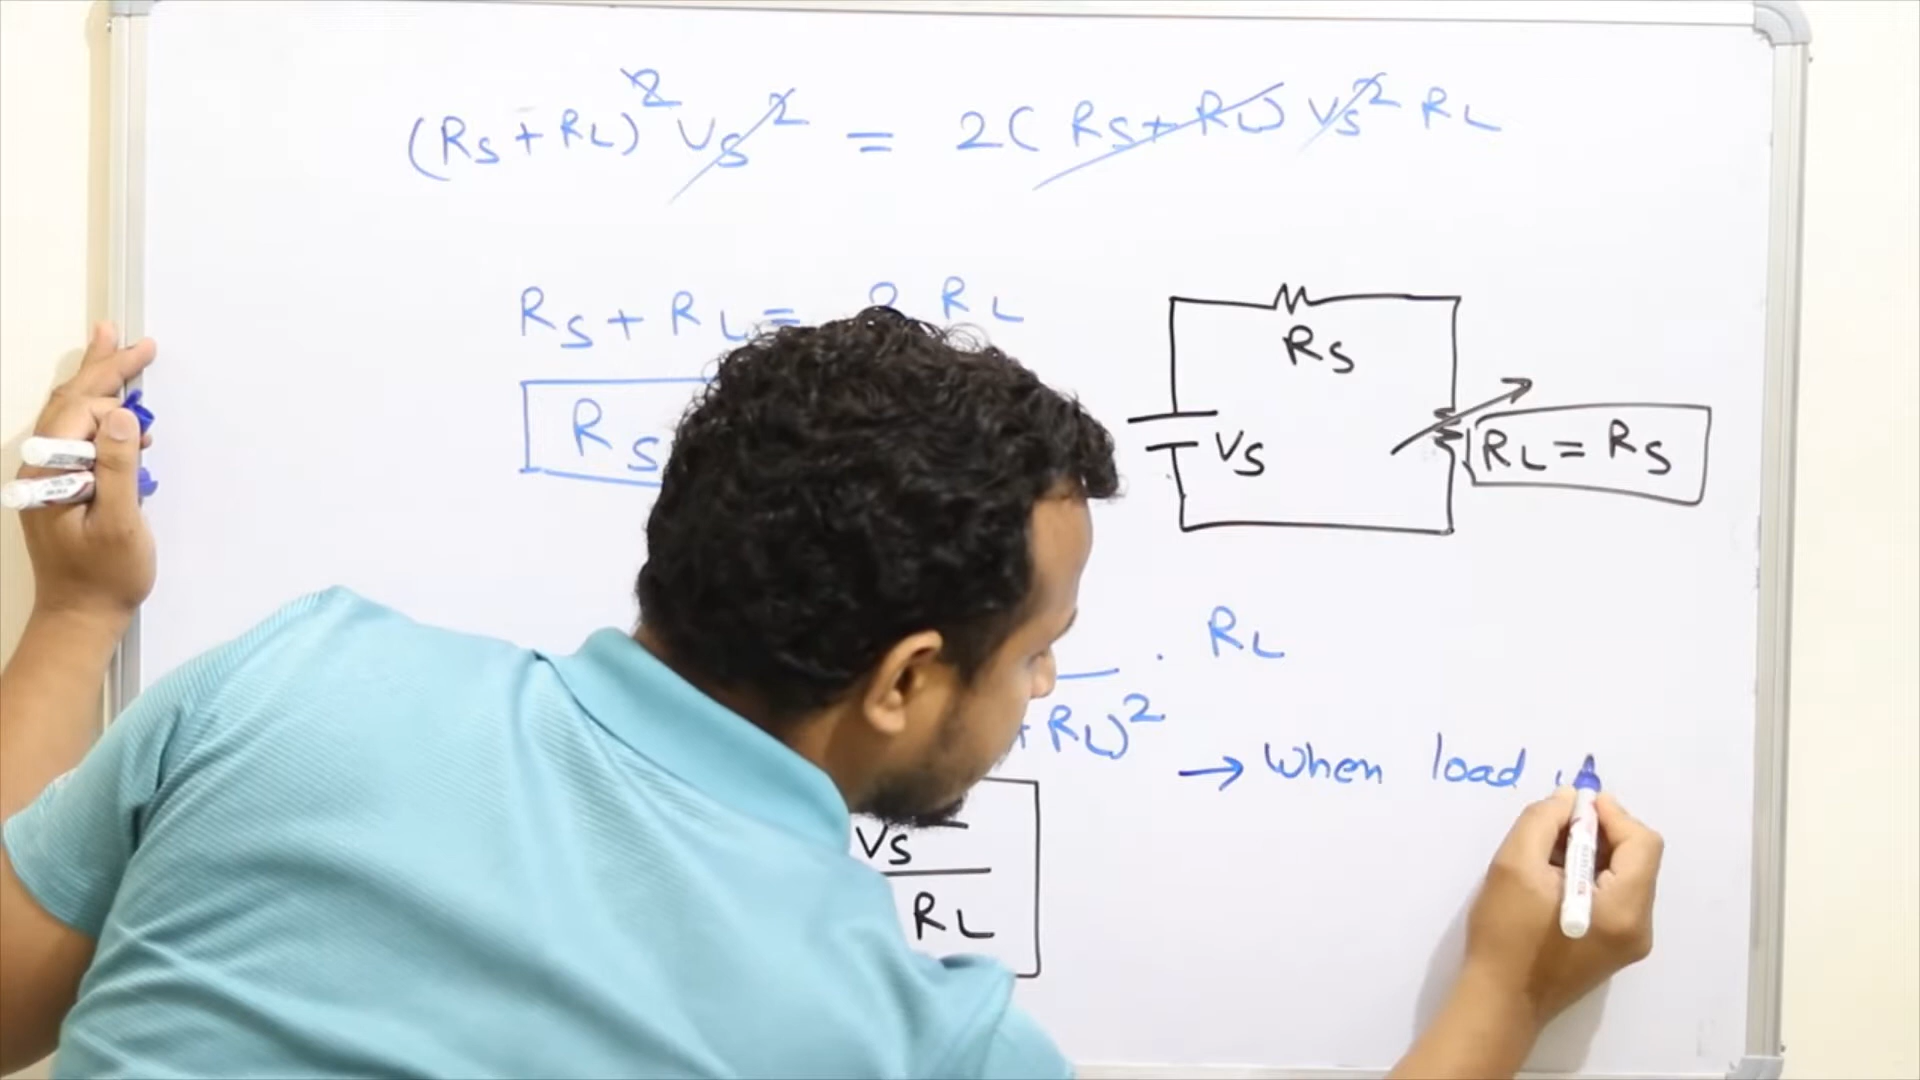 (Rs + RL)² Vs² = 2(Rs + RL) Vs² RL
Rs + RL = RL
Rs
Rs
Vs
RL = Rs
. RL
+ RL)²
→ When load
Vs
RL